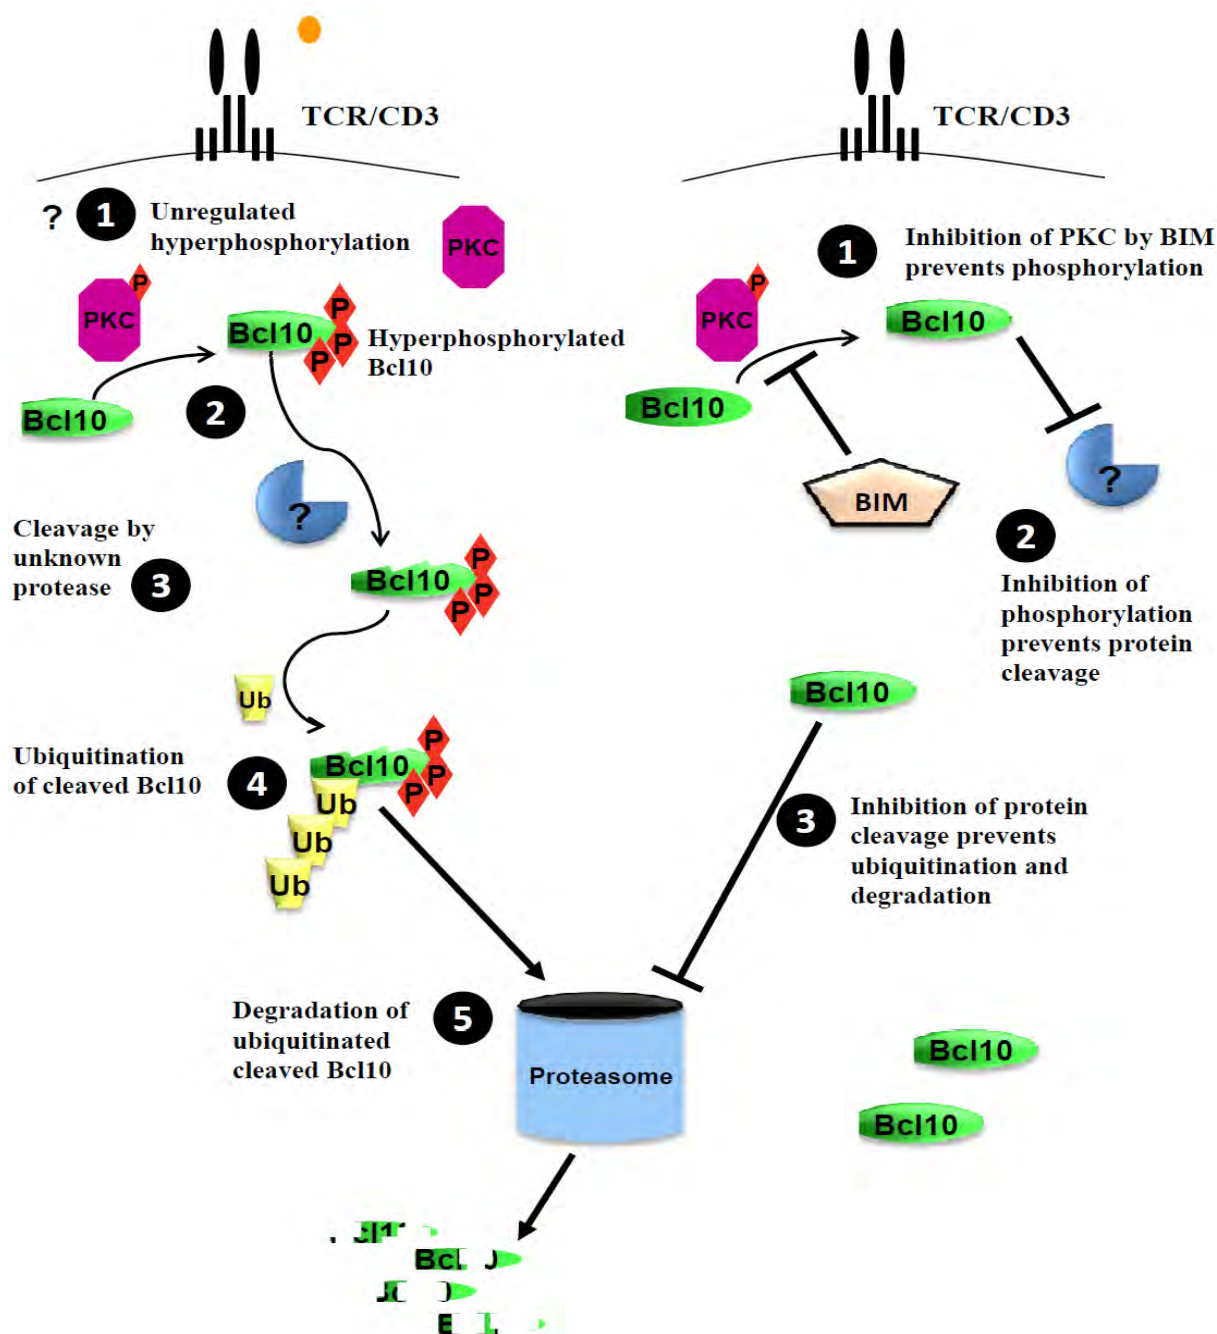 TCR/CD3
? 1 Unregulated
hyperphosphorylation
PKC
PKC P
Bcl10 P
P
P
Hyperphosphorylated
Bcl10
Bcl10
2
?
Cleavage by
unknown
protease
3
Bcl10 P
P
P
Ub
Ubiquitination
of cleaved Bcl10
4
Bcl10 P
P
P
Ub
Ub
Ub
Degradation of
ubiquitinated
cleaved Bcl10
5
Proteasome
TCR/CD3
1
Inhibition of PKC by BIM
prevents phosphorylation
PKC P
Bcl10
Bcl10
BIM
?
2
Inhibition of
phosphorylation
prevents protein
cleavage
Bcl10
3
Inhibition of protein
cleavage prevents
ubiquitination and
degradation
Bcl10
Bcl10